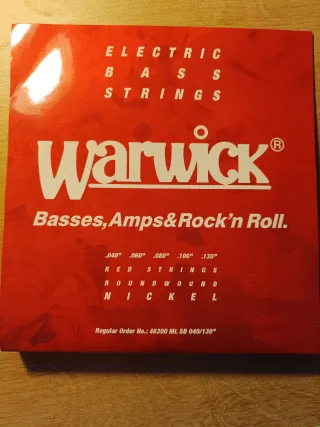 ELECTRIC
BASS
STRINGS
Warwick®
Basses,Amps&Rock'n Roll.
.040" .060" .080" .100" .130"
RED STRINGS
ROUNDWOUND
NICKEL
Regular Order No.: 46300 ML SB 040/130"